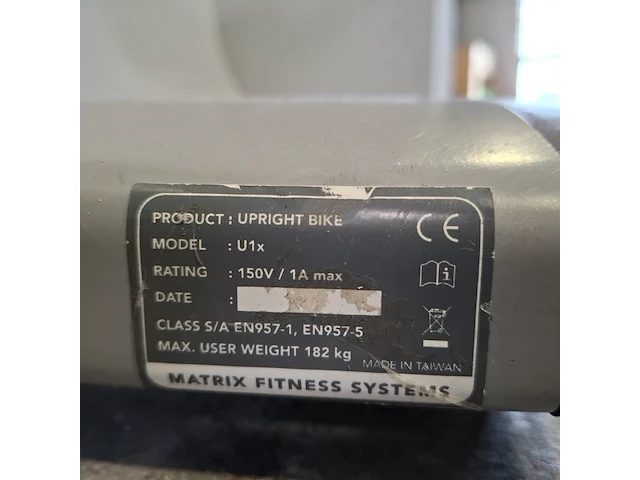 PRODUCT : UPRIGHT BIKE
MODEL : U1x
RATING : 150V / 1A max
DATE :
CLASS S/A EN957-1, EN957-5
MAX. USER WEIGHT 182 kg
MADE IN TAIWAN
MATRIX FITNESS SYSTEMS
CE